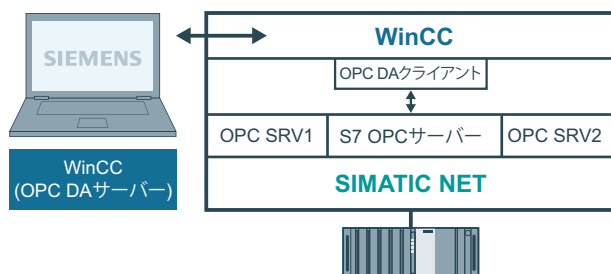 SIEMENS
WinCC
(OPC DAサーバー)
WinCC
OPC DAクライアント
OPC SRV1
S7 OPCサーバー
OPC SRV2
SIMATIC NET